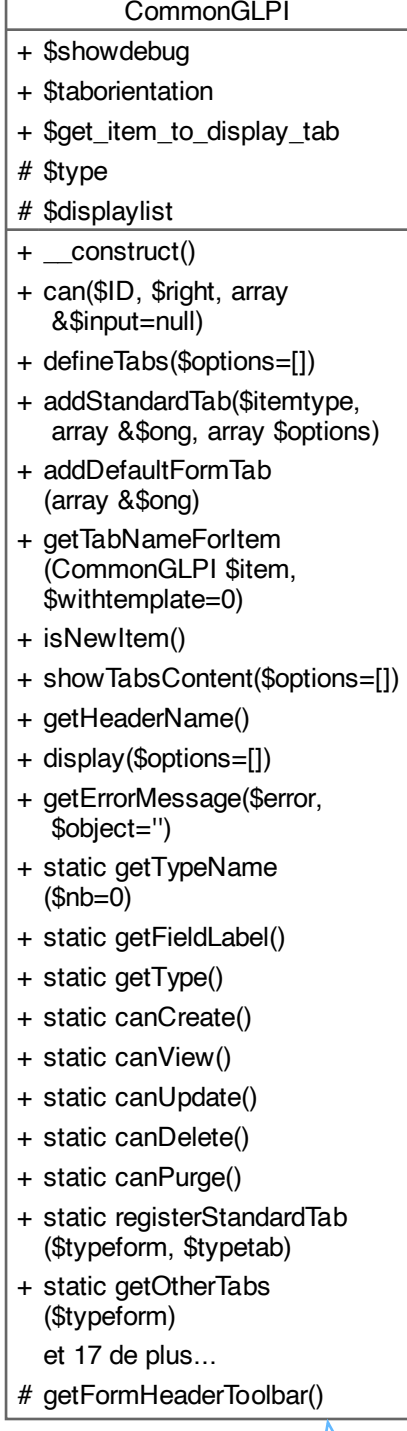 CommonGLPI
+ $showdebug
+ $taborientation
+ $get_item_to_display_tab
# $type
# $displaylist
+ __construct()
+ can($ID, $right, array
&$input=null)
+ defineTabs($options=[])
+ addStandardTab($itemtype,
array &$ong, array $options)
+ addDefaultFormTab
(array &$ong)
+ getTabNameForItem
(CommonGLPI $item,
$withtemplate=0)
+ isNewItem()
+ showTabsContent($options=[])
+ getHeaderName()
+ display($options=[])
+ getErrorMessage($error,
$object='')
+ static getTypeName
($nb=0)
+ static getFieldLabel()
+ static getType()
+ static canCreate()
+ static canView()
+ static canUpdate()
+ static canDelete()
+ static canPurge()
+ static registerStandardTab
($typeform, $typetab)
+ static getOtherTabs
($typeform)
et 17 de plus...
# getFormHeaderToolbar()